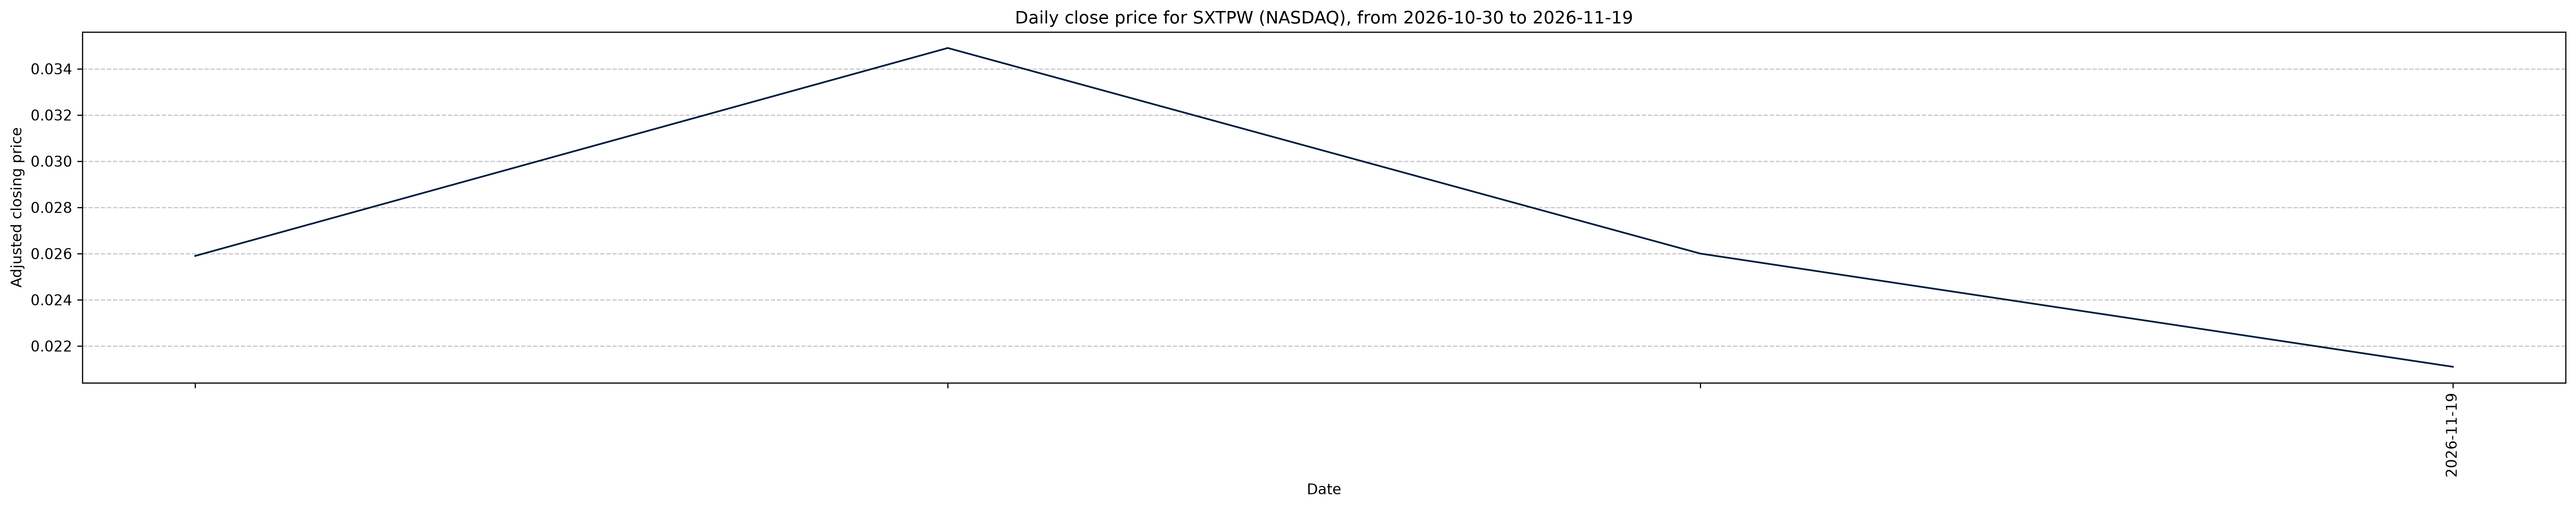 Daily close price for SXTPW (NASDAQ), from 2026-10-30 to 2026-11-19
Adjusted closing price
0.034
0.032
0.030
0.028
0.026
0.024
0.022
2026-11-19
Date